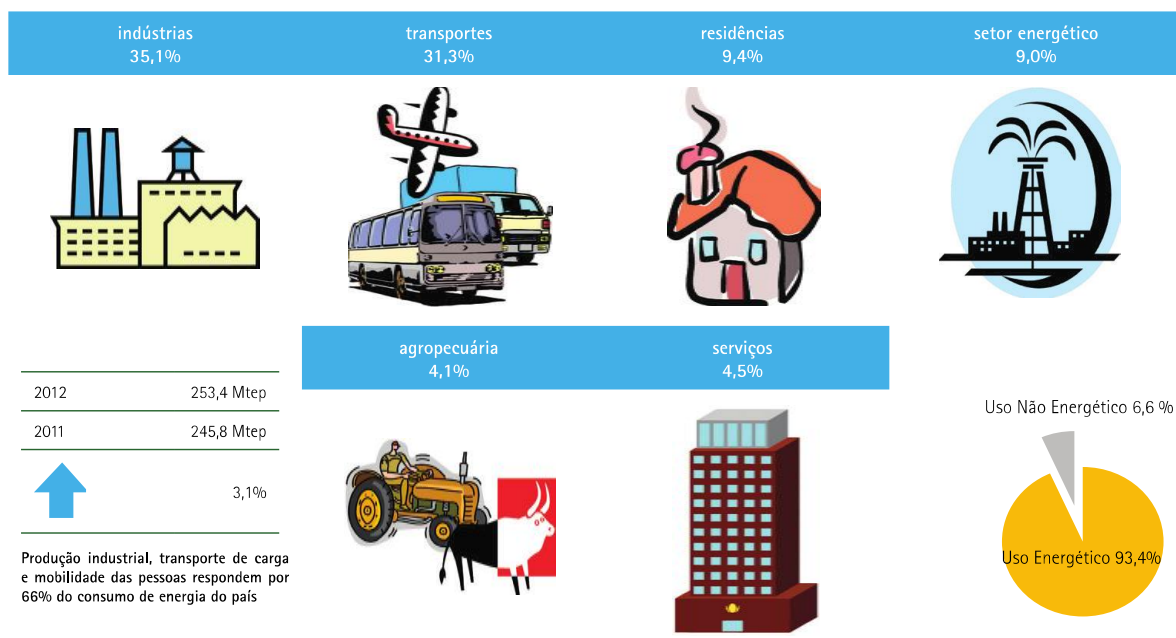 indústrias
35,1%
transportes
31,3%
residências
9,4%
setor energético
9,0%
agropecuária
4,1%
serviços
4,5%
2012 253,4 Mtep
2011 245,8 Mtep
3,1%
Produção industrial, transporte de carga
e mobilidade das pessoas respondem por
66% do consumo de energia do país
Uso Não Energético 6,6 %
Uso Energético 93,4%